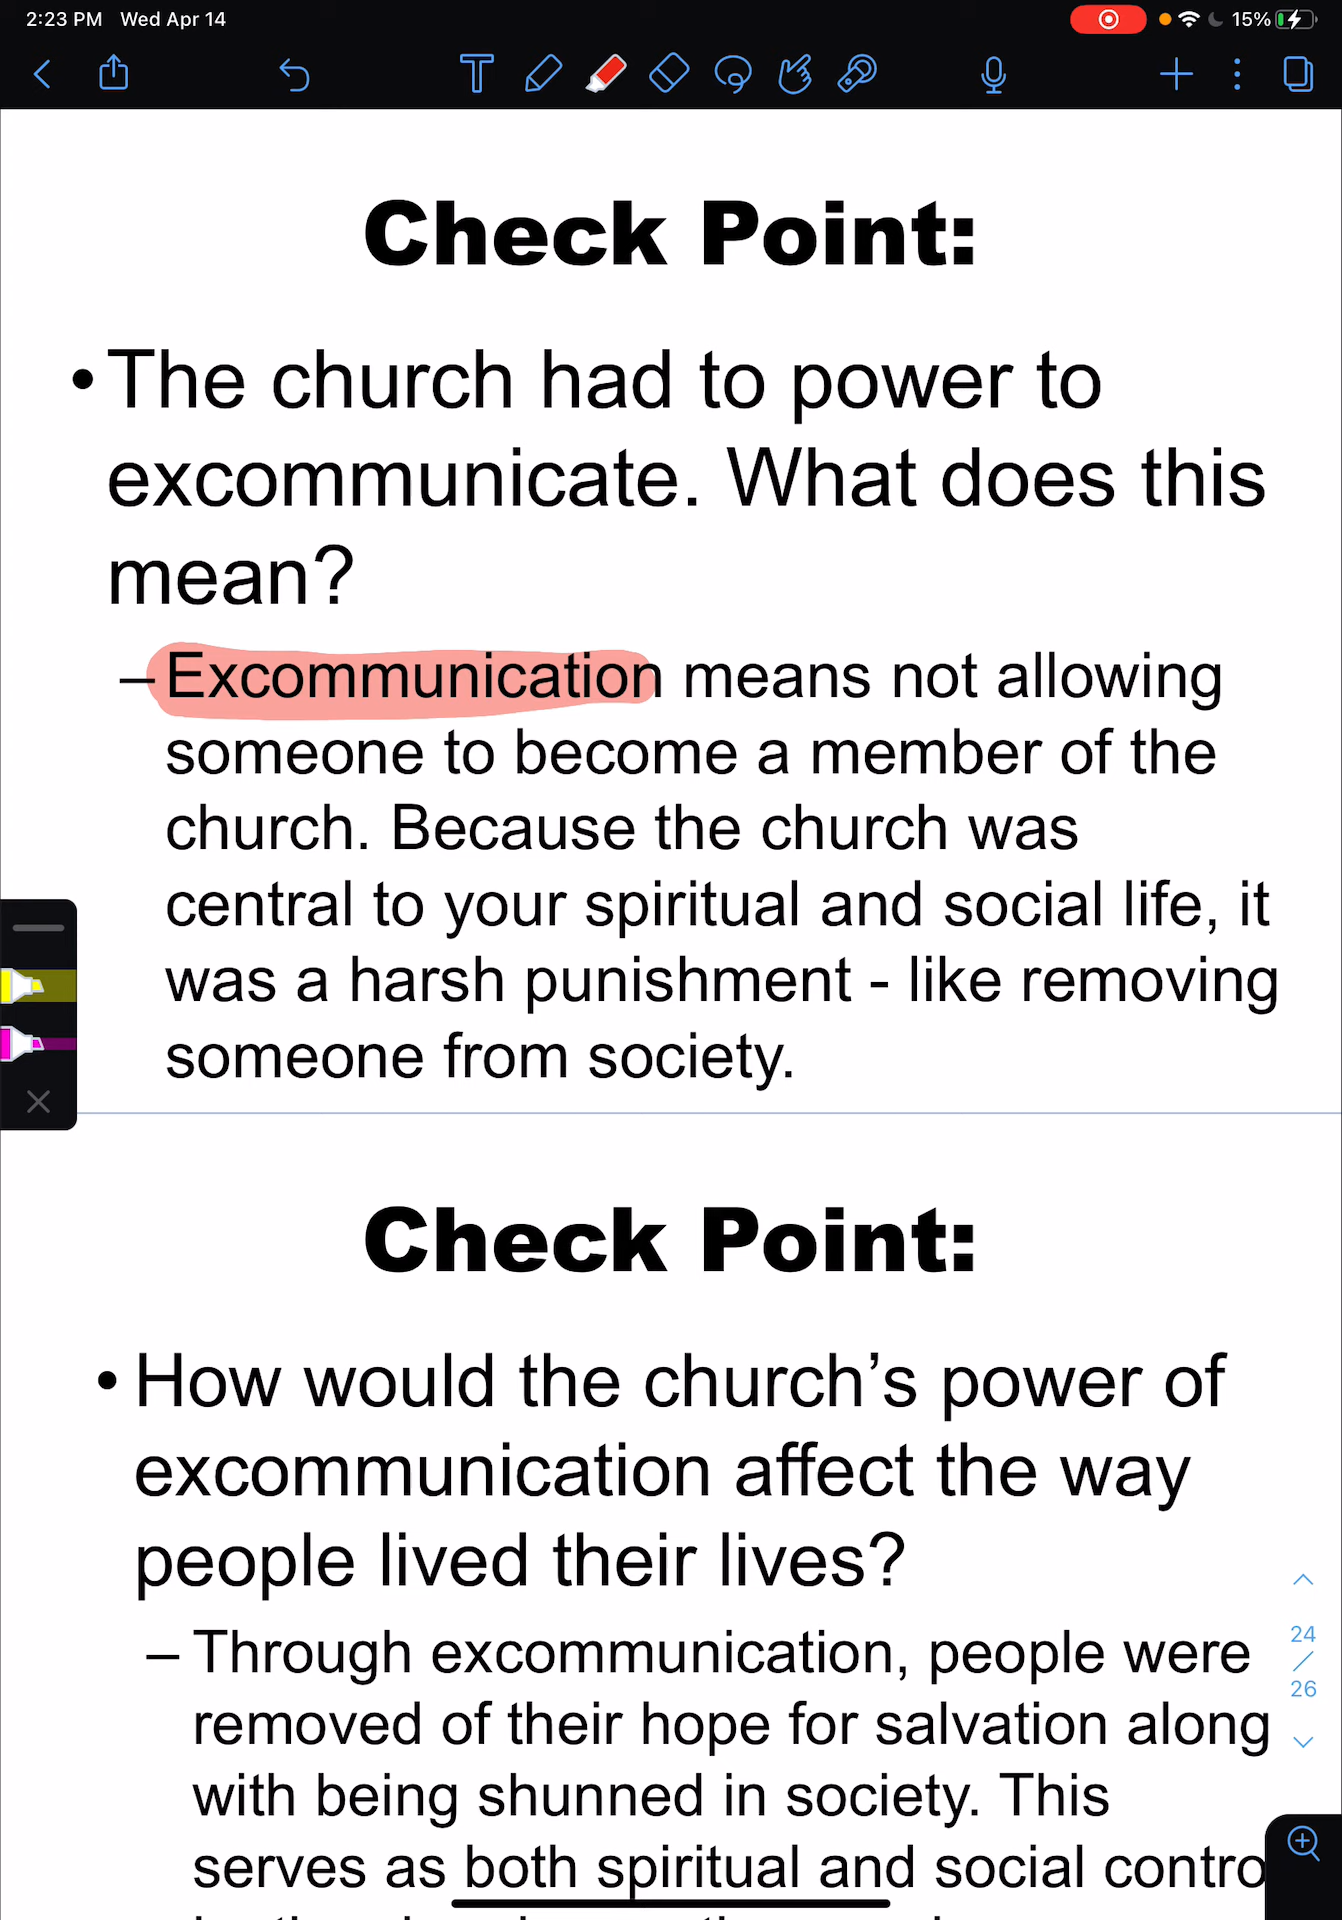 2:23 PM Wed Apr 14
15%
Check Point:
• The church had to power to
excommunicate. What does this
mean?
– Excommunication means not allowing
someone to become a member of the
church. Because the church was
central to your spiritual and social life, it
was a harsh punishment - like removing
someone from society.
Check Point:
• How would the church’s power of
excommunication affect the way
people lived their lives?
– Through excommunication, people were
removed of their hope for salvation along
with being shunned in society. This
serves as both spiritual and social contro
24
/
26